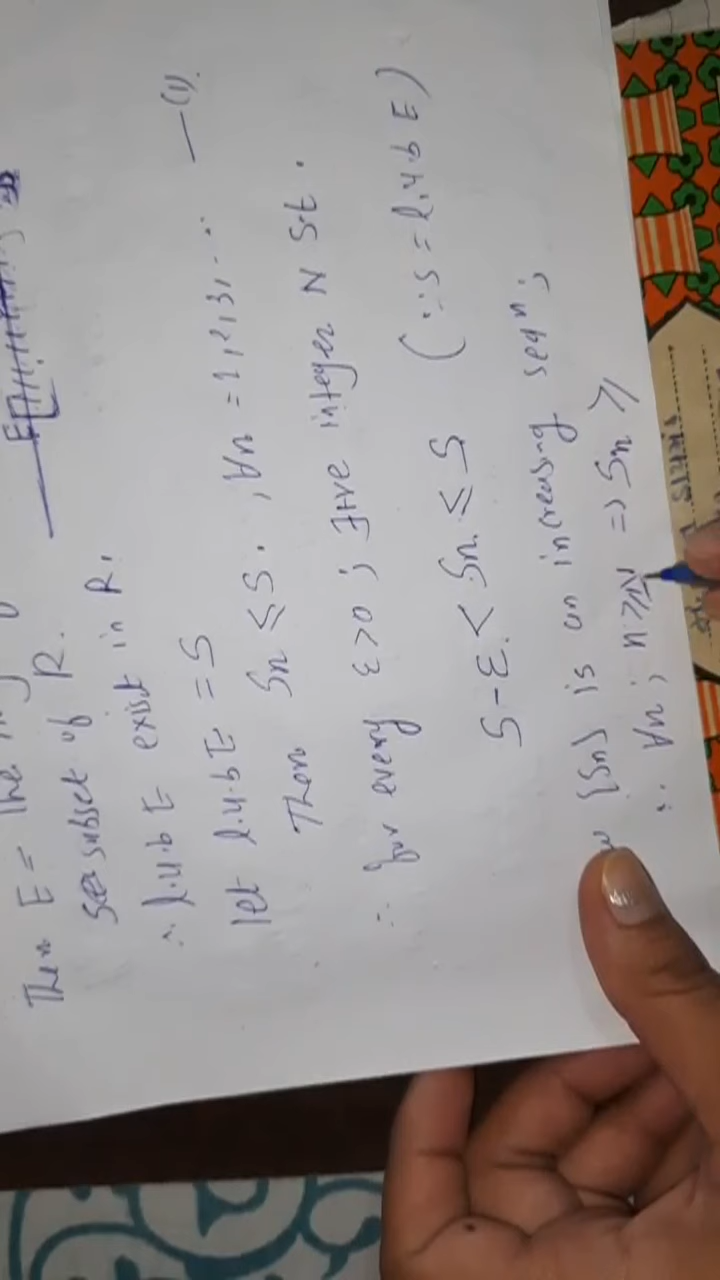 Then E = The
subset of R.
∴ l.u.b E exist in R.
let l.u.b E = S
Then Sn ≤ S. , ∀n = 1,2,3,... —(1).
∴ for every ε>0 ; ∃ +ve integer N s.t.
S-ε < Sn ≤ S (∵ S = l.u.b E)
{Sn} is an increasing seqn;
∴ ∀n ; n ≥ N => Sn ≥